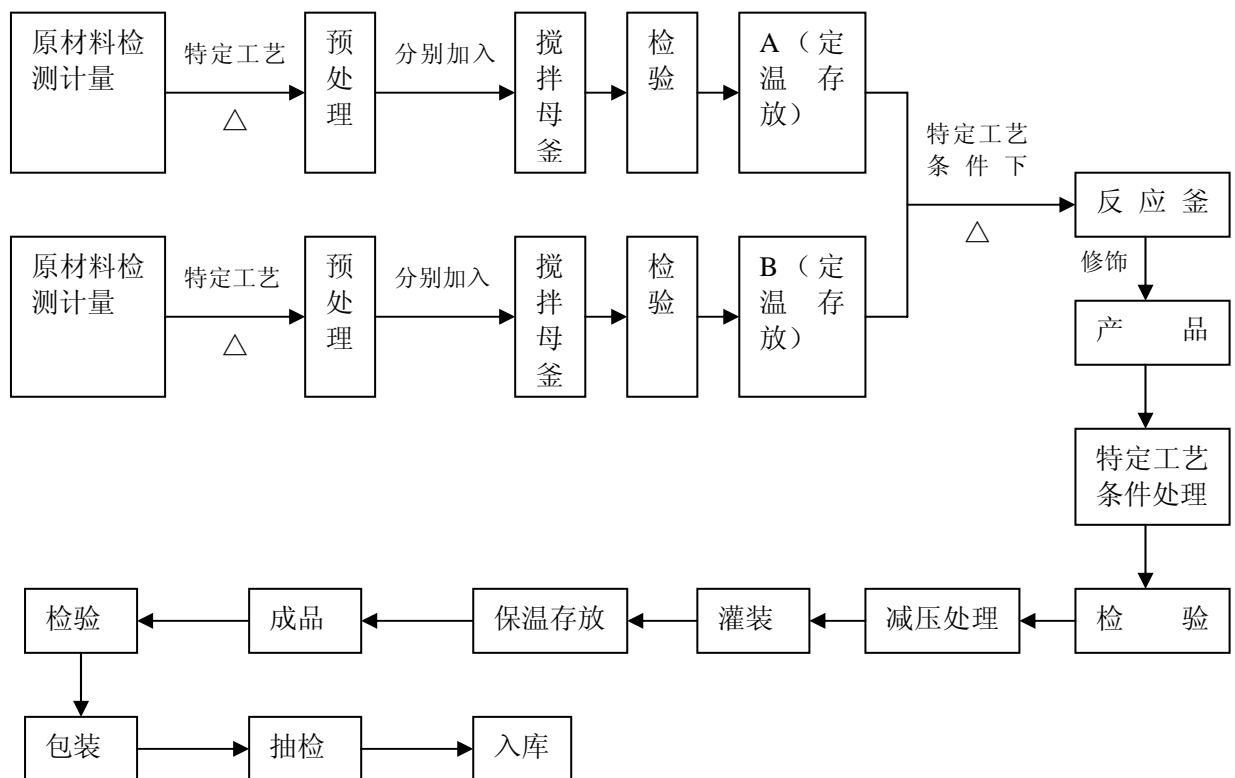 原材料检
测计量
特定工艺
△
预
处
理
分别加入
搅
拌
母
釜
检
验
A（定
温存
放）
特定工艺
条件下
△
反应釜
原材料检
测计量
特定工艺
△
预
处
理
分别加入
搅
拌
母
釜
检
验
B（定
温存
放）
修饰
产品
特定工艺
条件处理
检验
减压处理
灌装
保温存放
成品
检验
包装
抽检
入库